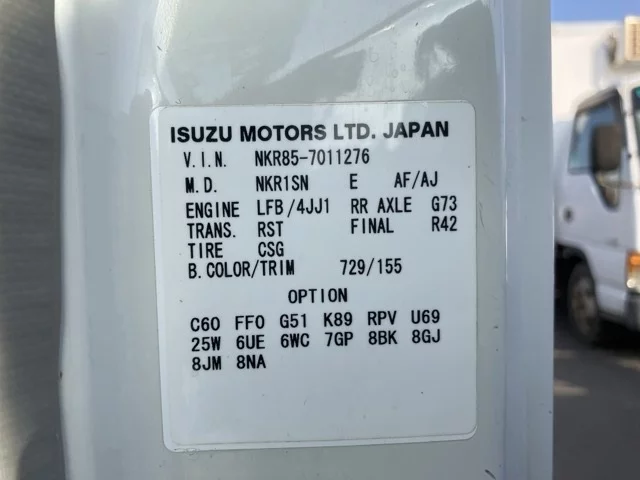 ISUZU MOTORS LTD. JAPAN
V.I.N. NKR85-7011276
M.D. NKR1SN E AF/AJ
ENGINE LFB/4JJ1 RR AXLE G73
TRANS. RST FINAL R42
TIRE CSG
B.COLOR/TRIM 729/155
OPTION
C60 FF0 G51 K89 RPV U69
25W 6UE 6WC 7GP 8BK 8GJ
8JM 8NA